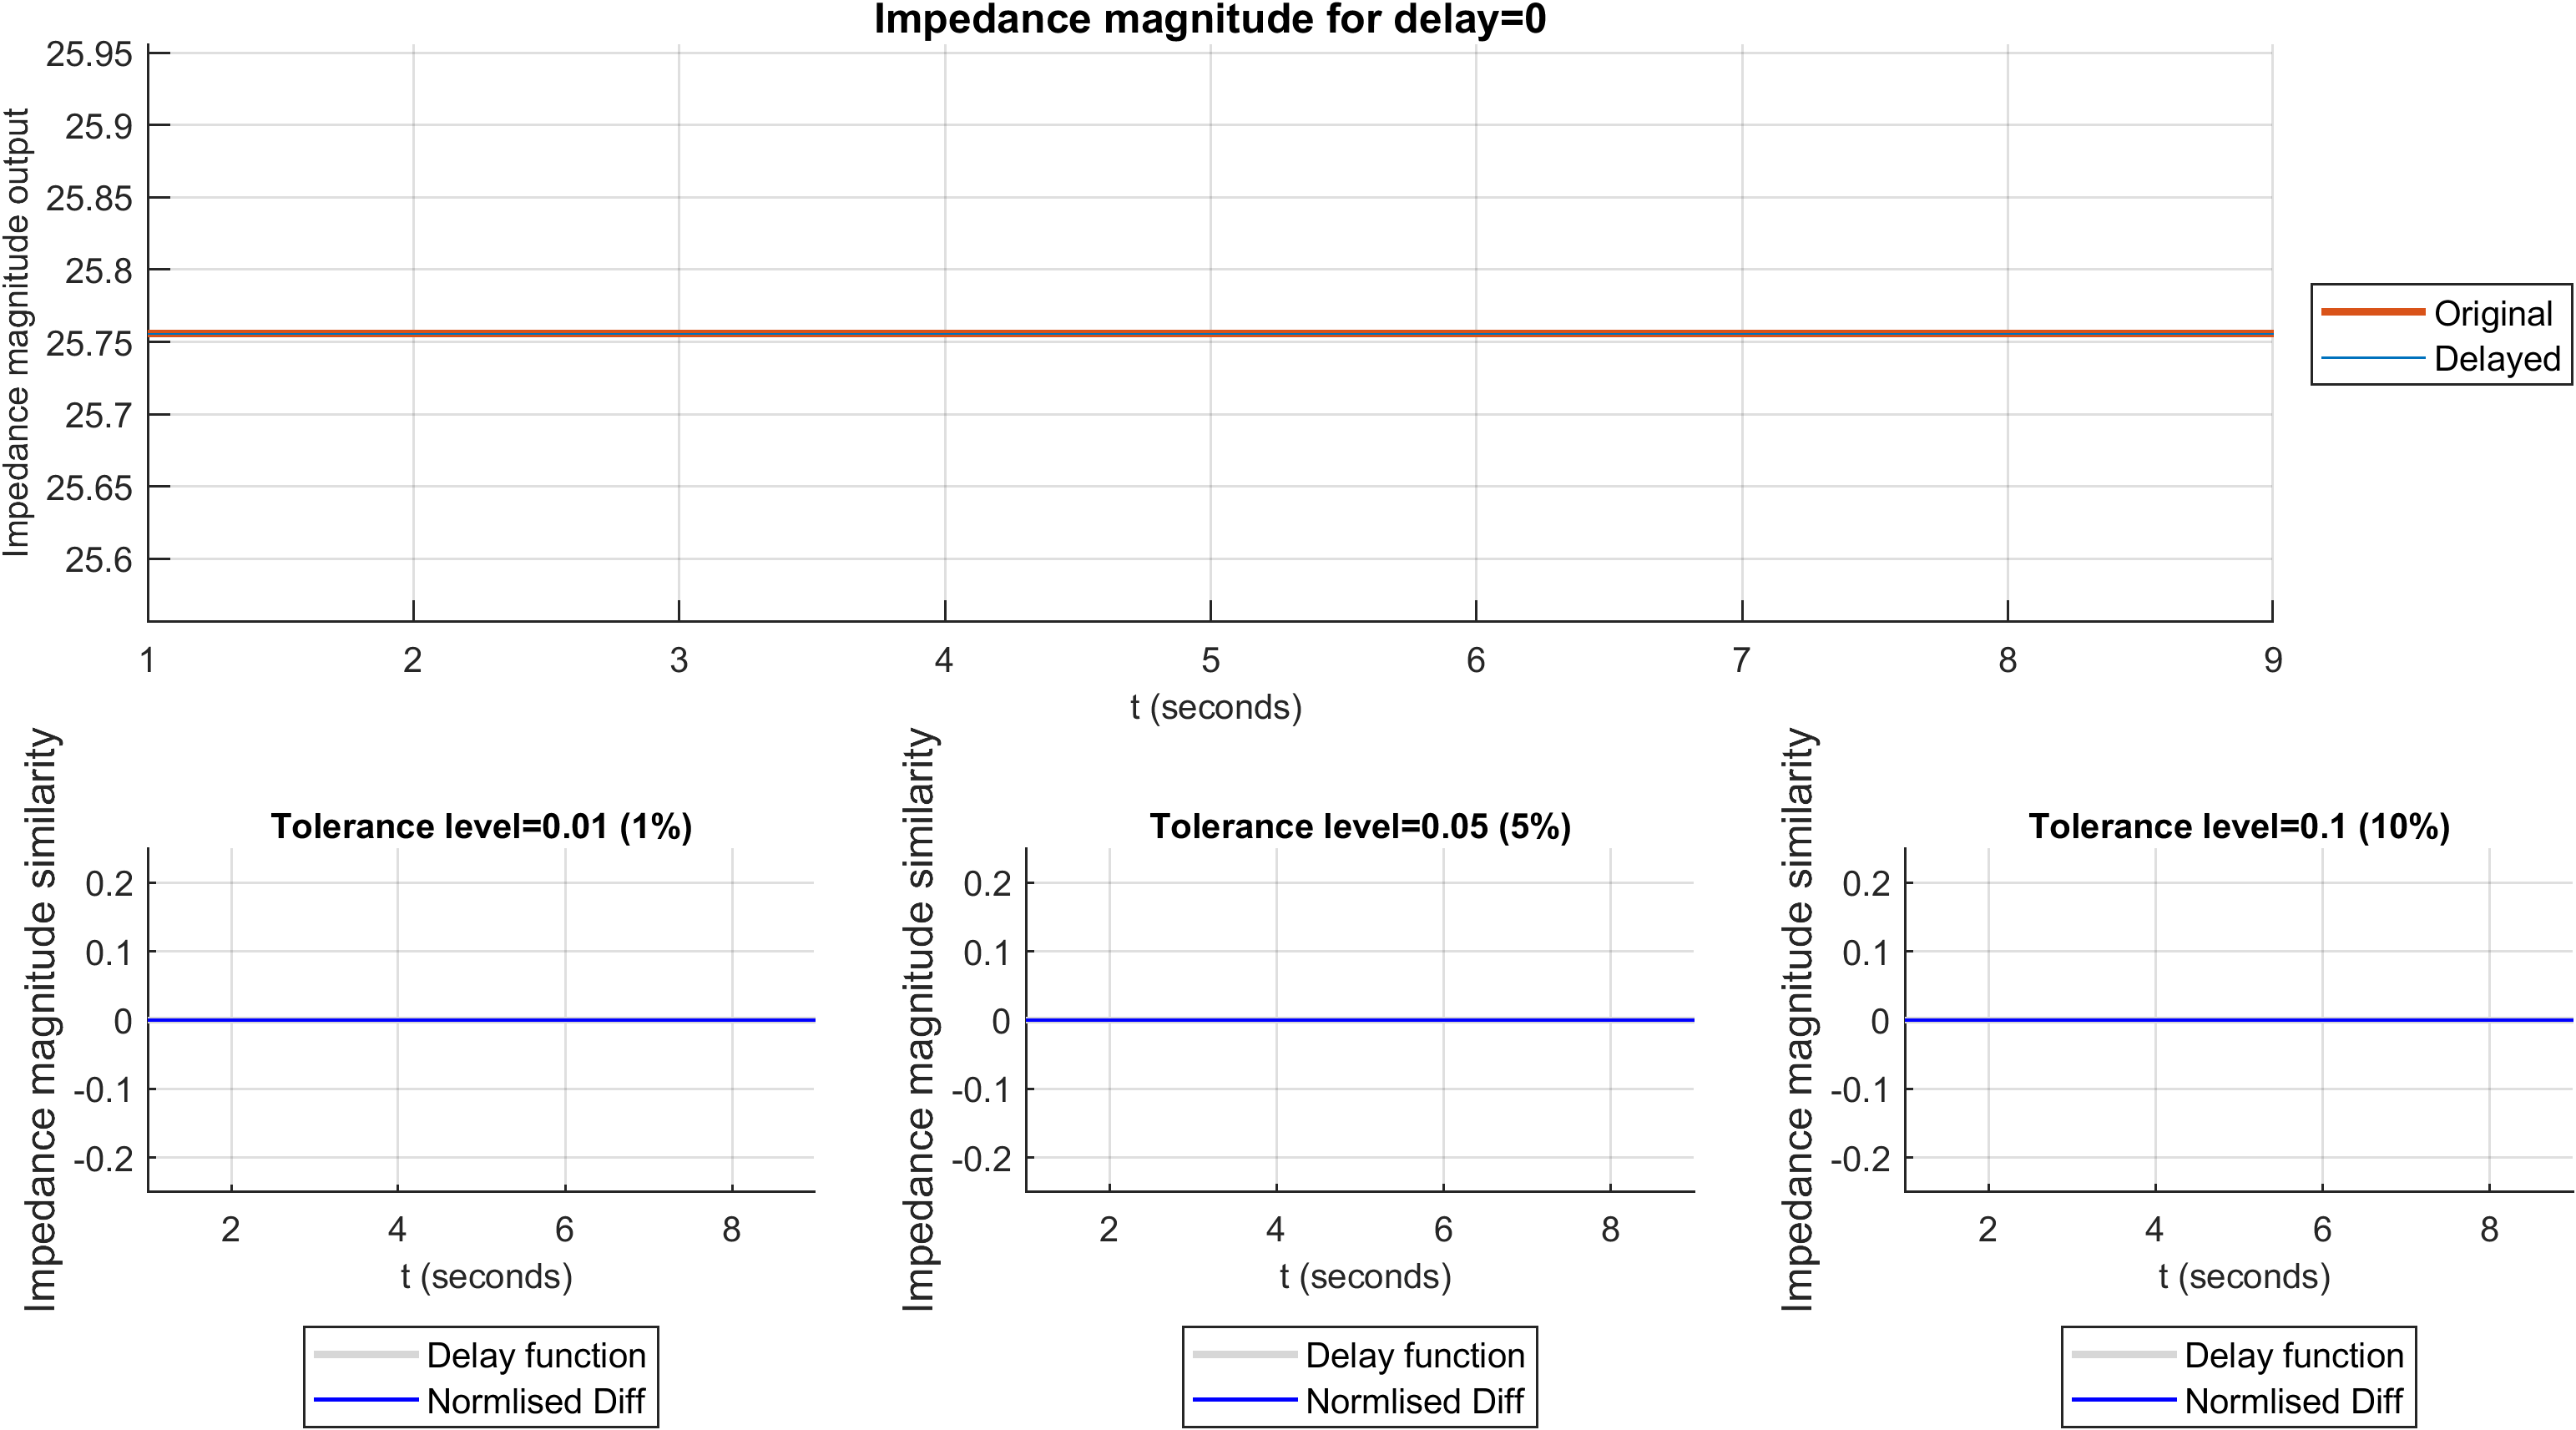 Impedance magnitude for delay=0
Impedance magnitude output
25.95
25.9
25.85
25.8
25.75
25.7
25.65
25.6
1 2 3 4 5 6 7 8 9
t (seconds)
Original
Delayed
Tolerance level=0.01 (1%)
Impedance magnitude similarity
0.2
0.1
0
-0.1
-0.2
2 4 6 8
t (seconds)
Delay function
Normlised Diff
Tolerance level=0.05 (5%)
Impedance magnitude similarity
0.2
0.1
0
-0.1
-0.2
2 4 6 8
t (seconds)
Delay function
Normlised Diff
Tolerance level=0.1 (10%)
Impedance magnitude similarity
0.2
0.1
0
-0.1
-0.2
2 4 6 8
t (seconds)
Delay function
Normlised Diff